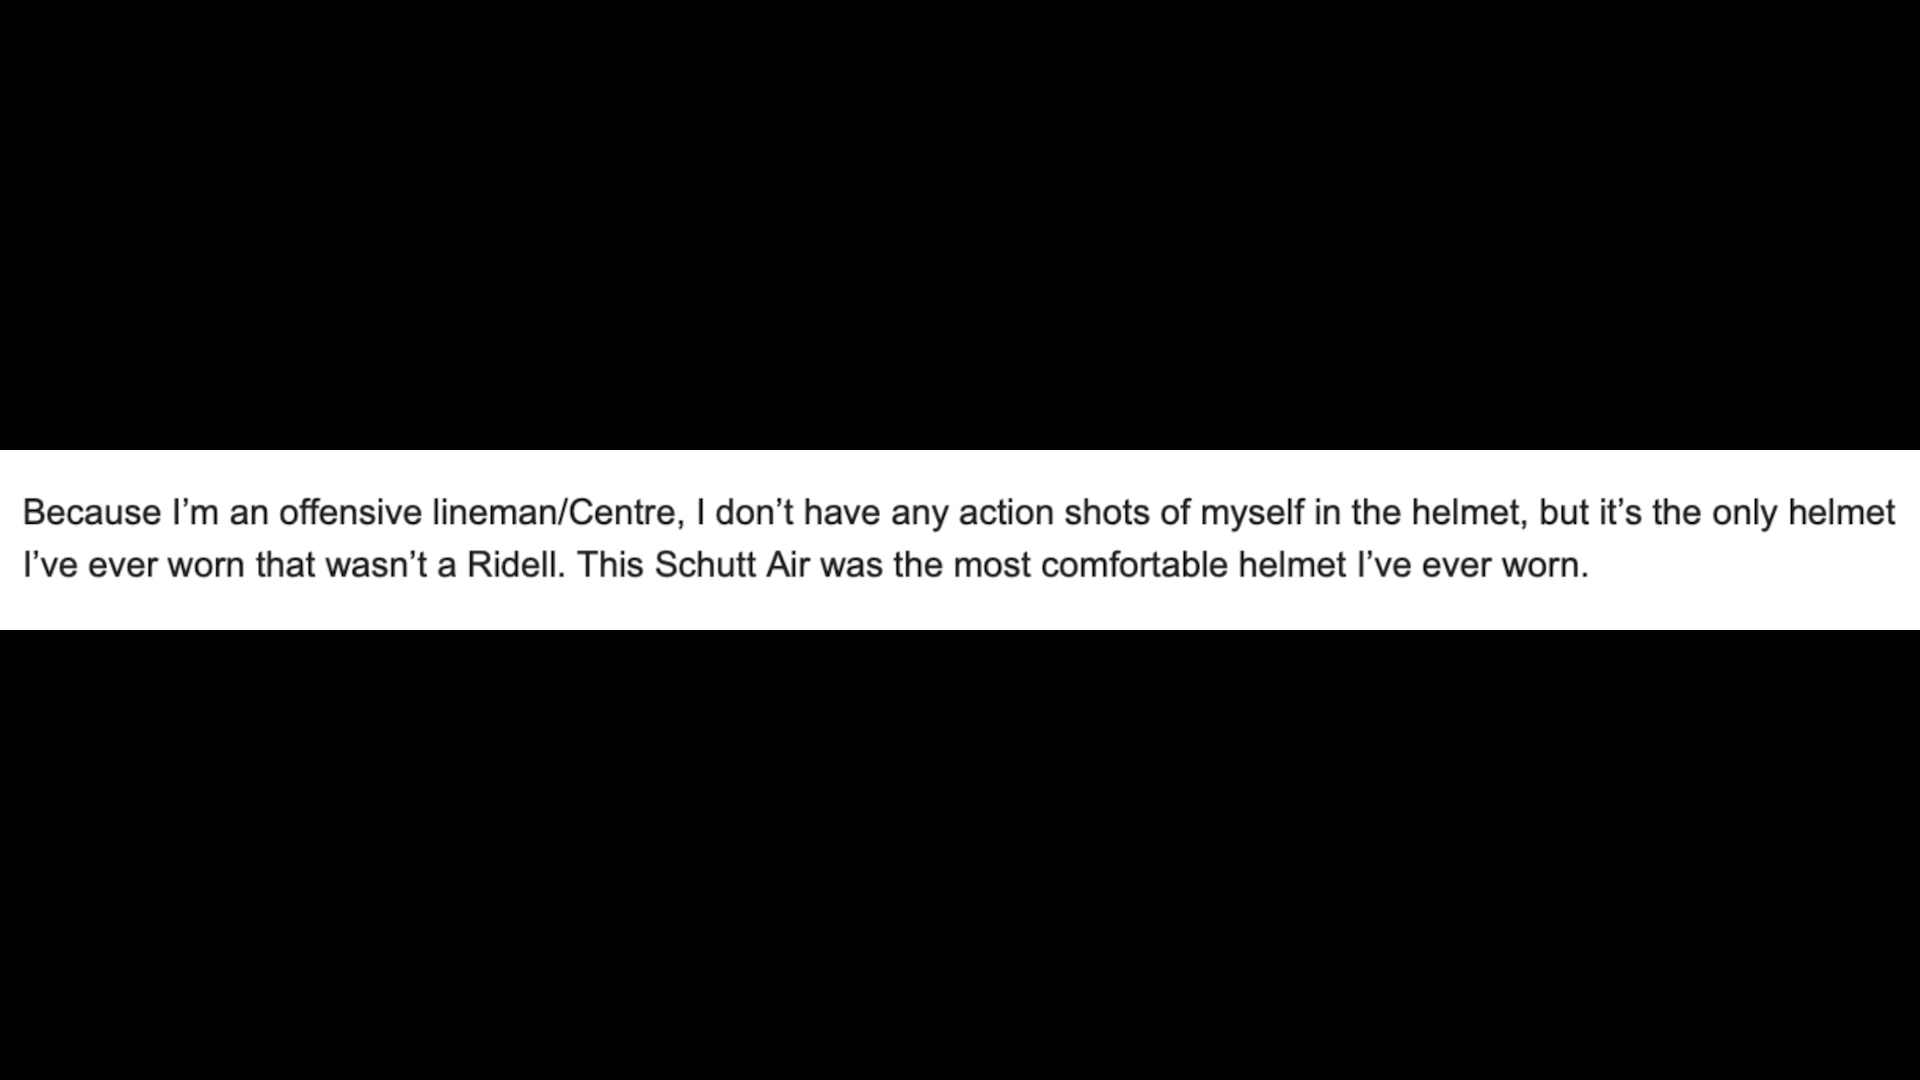 Because I’m an offensive lineman/Centre, I don’t have any action shots of myself in the helmet, but it’s the only helmet
I’ve ever worn that wasn’t a Ridell. This Schutt Air was the most comfortable helmet I’ve ever worn.